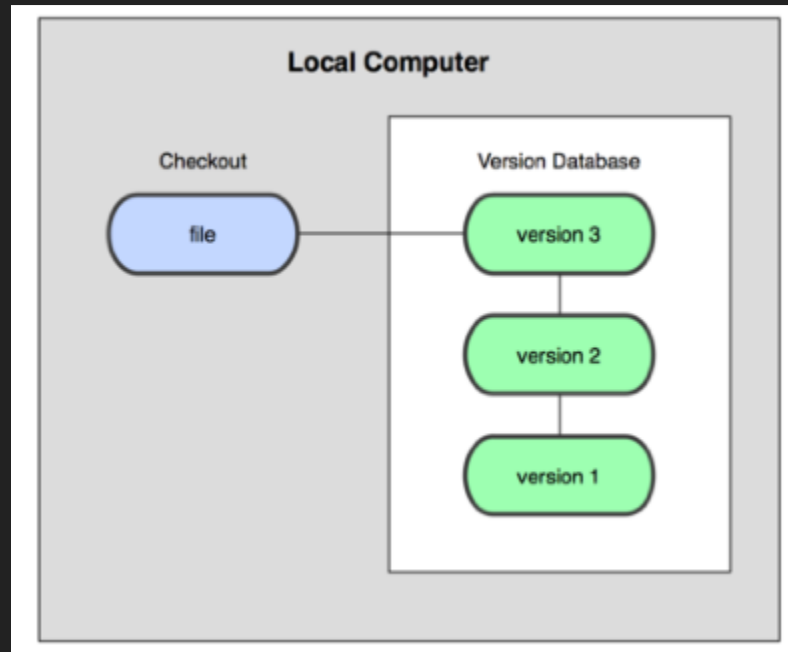 Local Computer
Checkout
Version Database
file
version 3
version 2
version 1